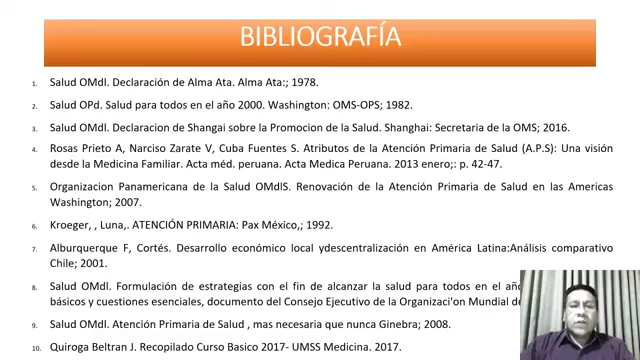 BIBLIOGRAFÍA
1. Salud OMdl. Declaración de Alma Ata. Alma Ata:; 1978.
2. Salud OPd. Salud para todos en el año 2000. Washington: OMS-OPS; 1982.
3. Salud OMdl. Declaracion de Shangai sobre la Promocion de la Salud. Shanghai: Secretaria de la OMS; 2016.
4. Rosas Prieto A, Narciso Zarate V, Cuba Fuentes S. Atributos de la Atención Primaria de Salud (A.P.S): Una visión
desde la Medicina Familiar. Acta méd. peruana. Acta Medica Peruana. 2013 enero;: p. 42-47.
5. Organizacion Panamericana de la Salud OMdlS. Renovación de la Atención Primaria de Salud en las Americas
Washington; 2007.
6. Kroeger, , Luna,. ATENCIÓN PRIMARIA: Pax México,; 1992.
7. Alburquerque F, Cortés. Desarrollo económico local ydescentralización en América Latina:Análisis comparativo
Chile; 2001.
8. Salud OMdl. Formulación de estrategias con el fin de alcanzar la salud para todos en el año
básicos y cuestiones esenciales, documento del Consejo Ejecutivo de la Organizaci'on Mundial de
9. Salud OMdl. Atención Primaria de Salud , mas necesaria que nunca Ginebra; 2008.
10. Quiroga Beltran J. Recopilado Curso Basico 2017- UMSS Medicina. 2017.